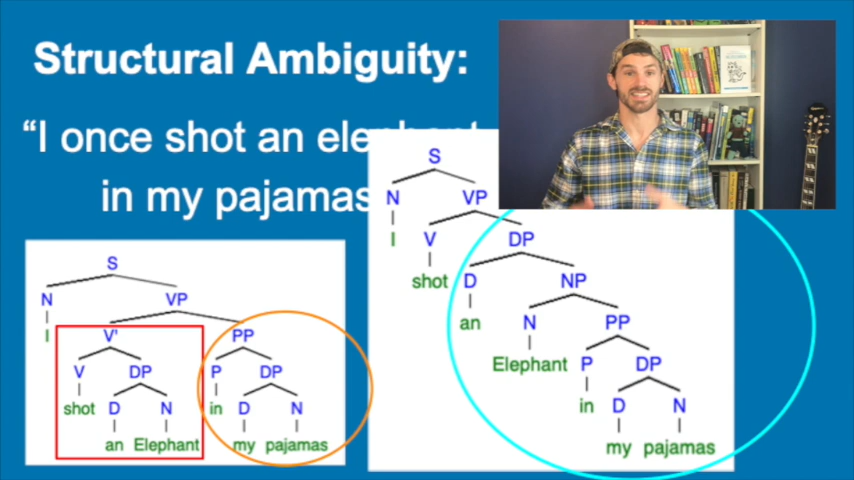 Structural Ambiguity:
“I once shot an elephant
in my pajamas
S
N VP
I V' PP
V DP P DP
shot D N in D N
an Elephant my pajamas
S
N VP
I V DP
shot D NP
an N PP
Elephant P DP
in D N
my pajamas